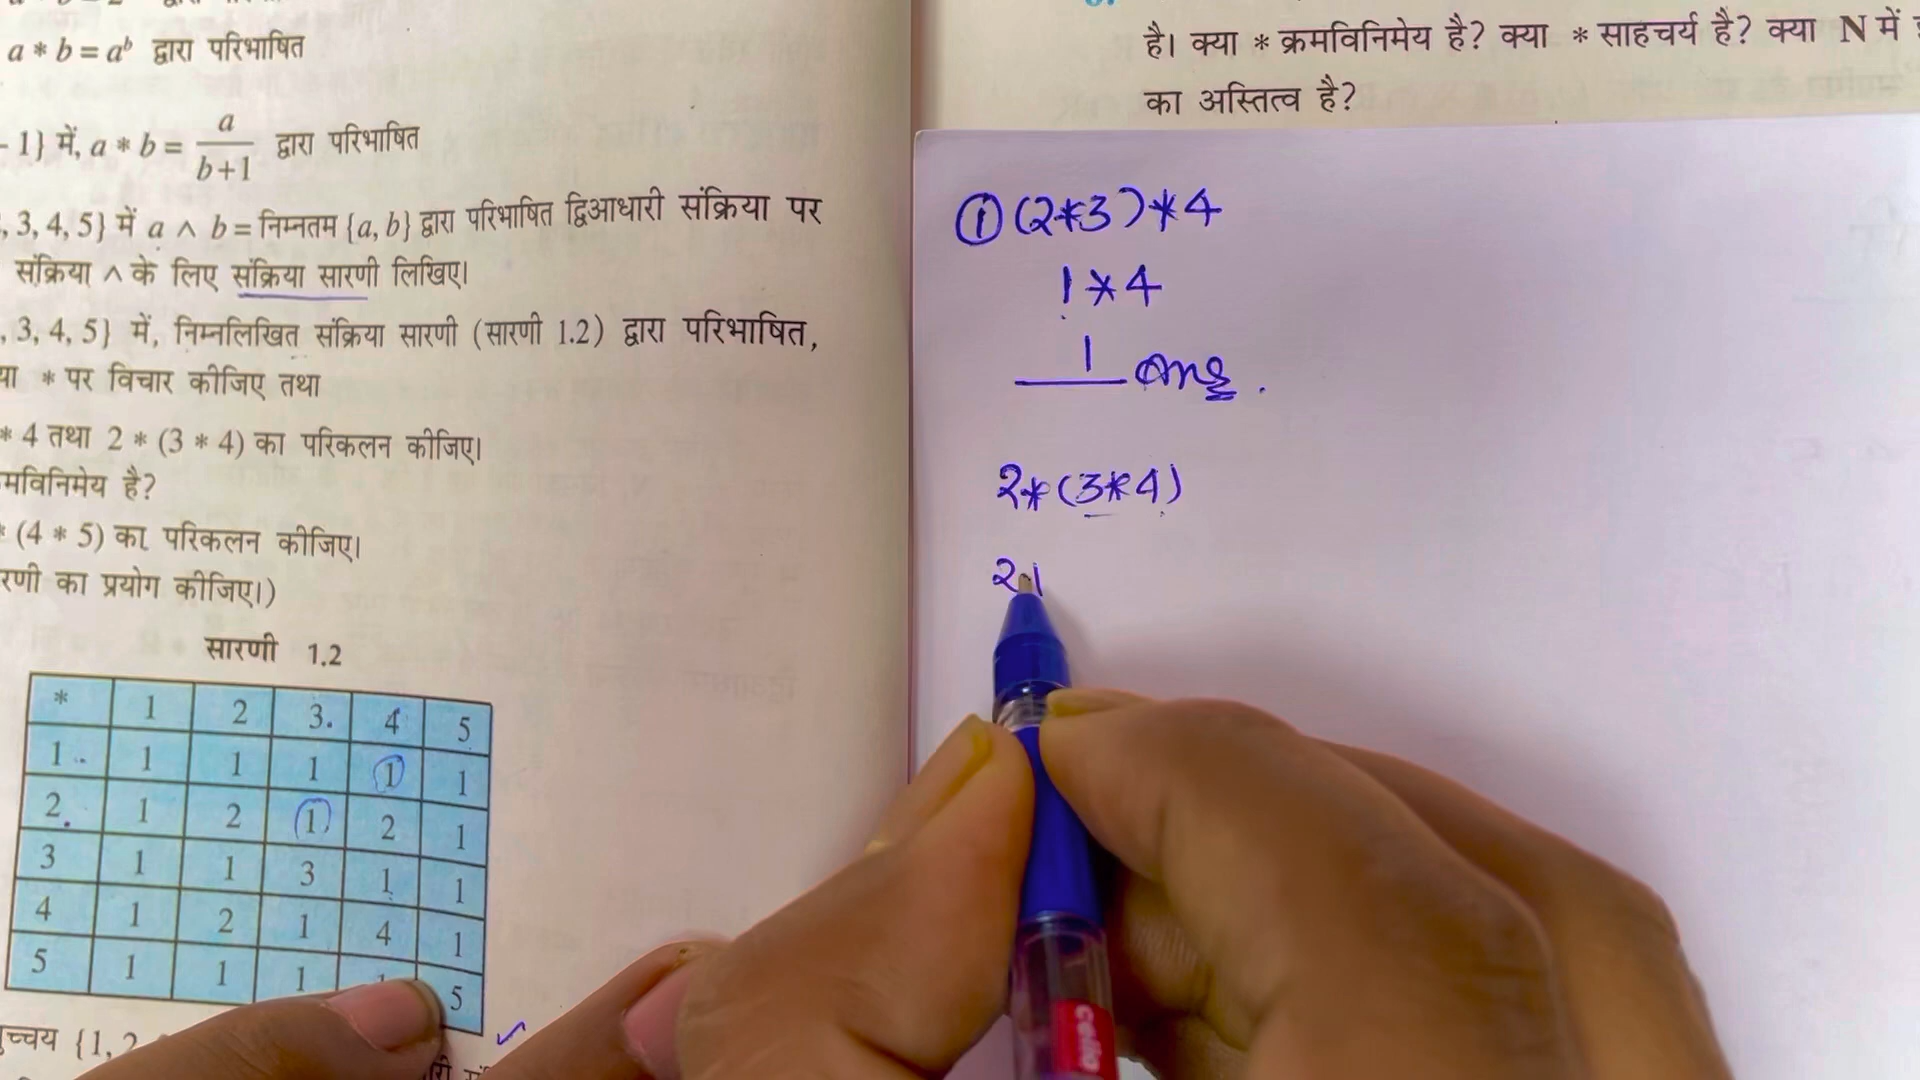 a * b = aᵇ द्वारा परिभाषित
- 1} में, a * b = a/(b+1) द्वारा परिभाषित
, 3, 4, 5} में a ∧ b = निम्नतम {a, b} द्वारा परिभाषित द्विआधारी संक्रिया पर
संक्रिया ∧ के लिए संक्रिया सारणी लिखिए।
, 3, 4, 5} में, निम्नलिखित संक्रिया सारणी (सारणी 1.2) द्वारा परिभाषित,
* पर विचार कीजिए तथा
* 4 तथा 2 * (3 * 4) का परिकलन कीजिए।
है?
(4 * 5) का परिकलन कीजिए।
का प्रयोग कीजिए।)
सारणी 1.2
* 1 2 3 4 5
1 1 1 1 1 1
2 1 2 1 2 1
3 1 1 3 1 1
4 1 2 1 4 1
5 1 1 1 5
{1, 2
है। क्या * क्रमविनिमेय है? क्या * साहचर्य है? क्या N में
का अस्तित्व है?
① (2*3)*4
1*4
1 Ans.
2*(3*4)
2*1
cello